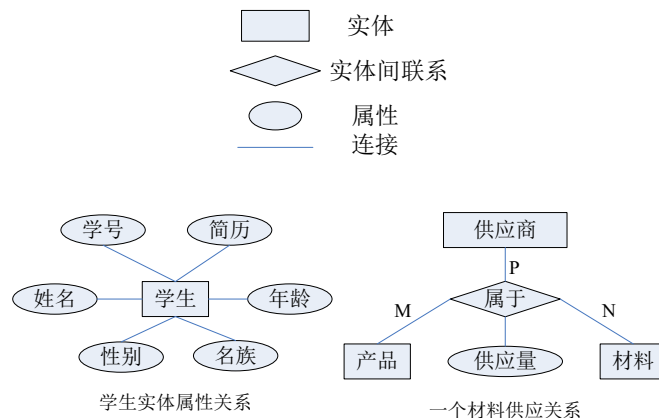 实体
实体间联系
属性
连接
学号
简历
供应商
P
姓名
学生
年龄
M
属于
N
性别
名族
产品
供应量
材料
学生实体属性关系
一个材料供应关系